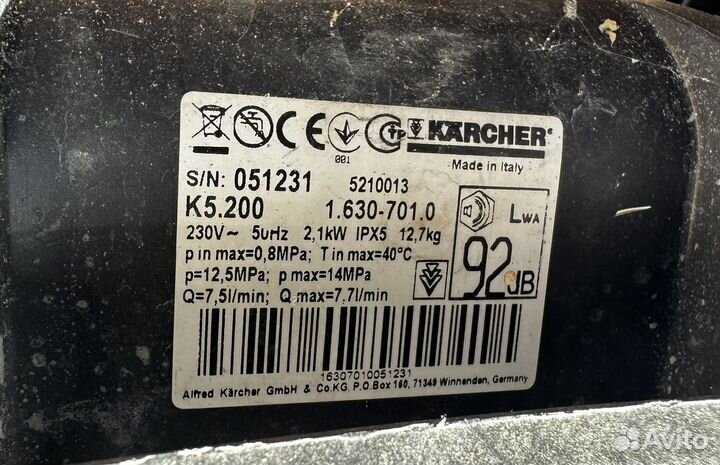 KÄRCHER
001
Made in Italy
S/N: 051231 5210013
K5.200 1.630-701.0
230V~ 50Hz 2,1kW IPX5 12,7kg
p in max=0,8MPa; T in max=40°C
p=12,5MPa; p max=14MPa
Q=7,5l/min; Q max=7,7l/min
LWA
92dB
16307010051231
Alfred Kärcher GmbH & Co.KG, P.O.Box 160, 71349 Winnenden, Germany
Avito